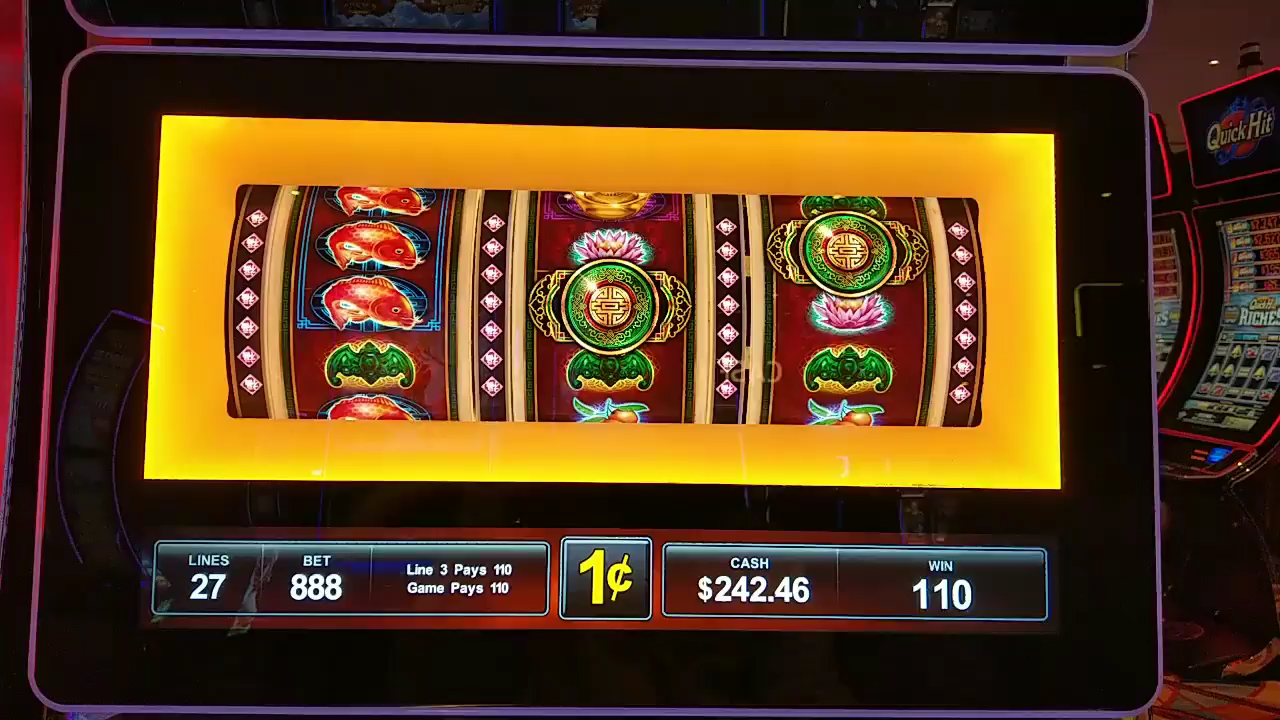 Quick Hit
LINES
27
BET
888
Line 3 Pays 110
Game Pays 110
1¢
CASH
$242.46
WIN
110
RICHES